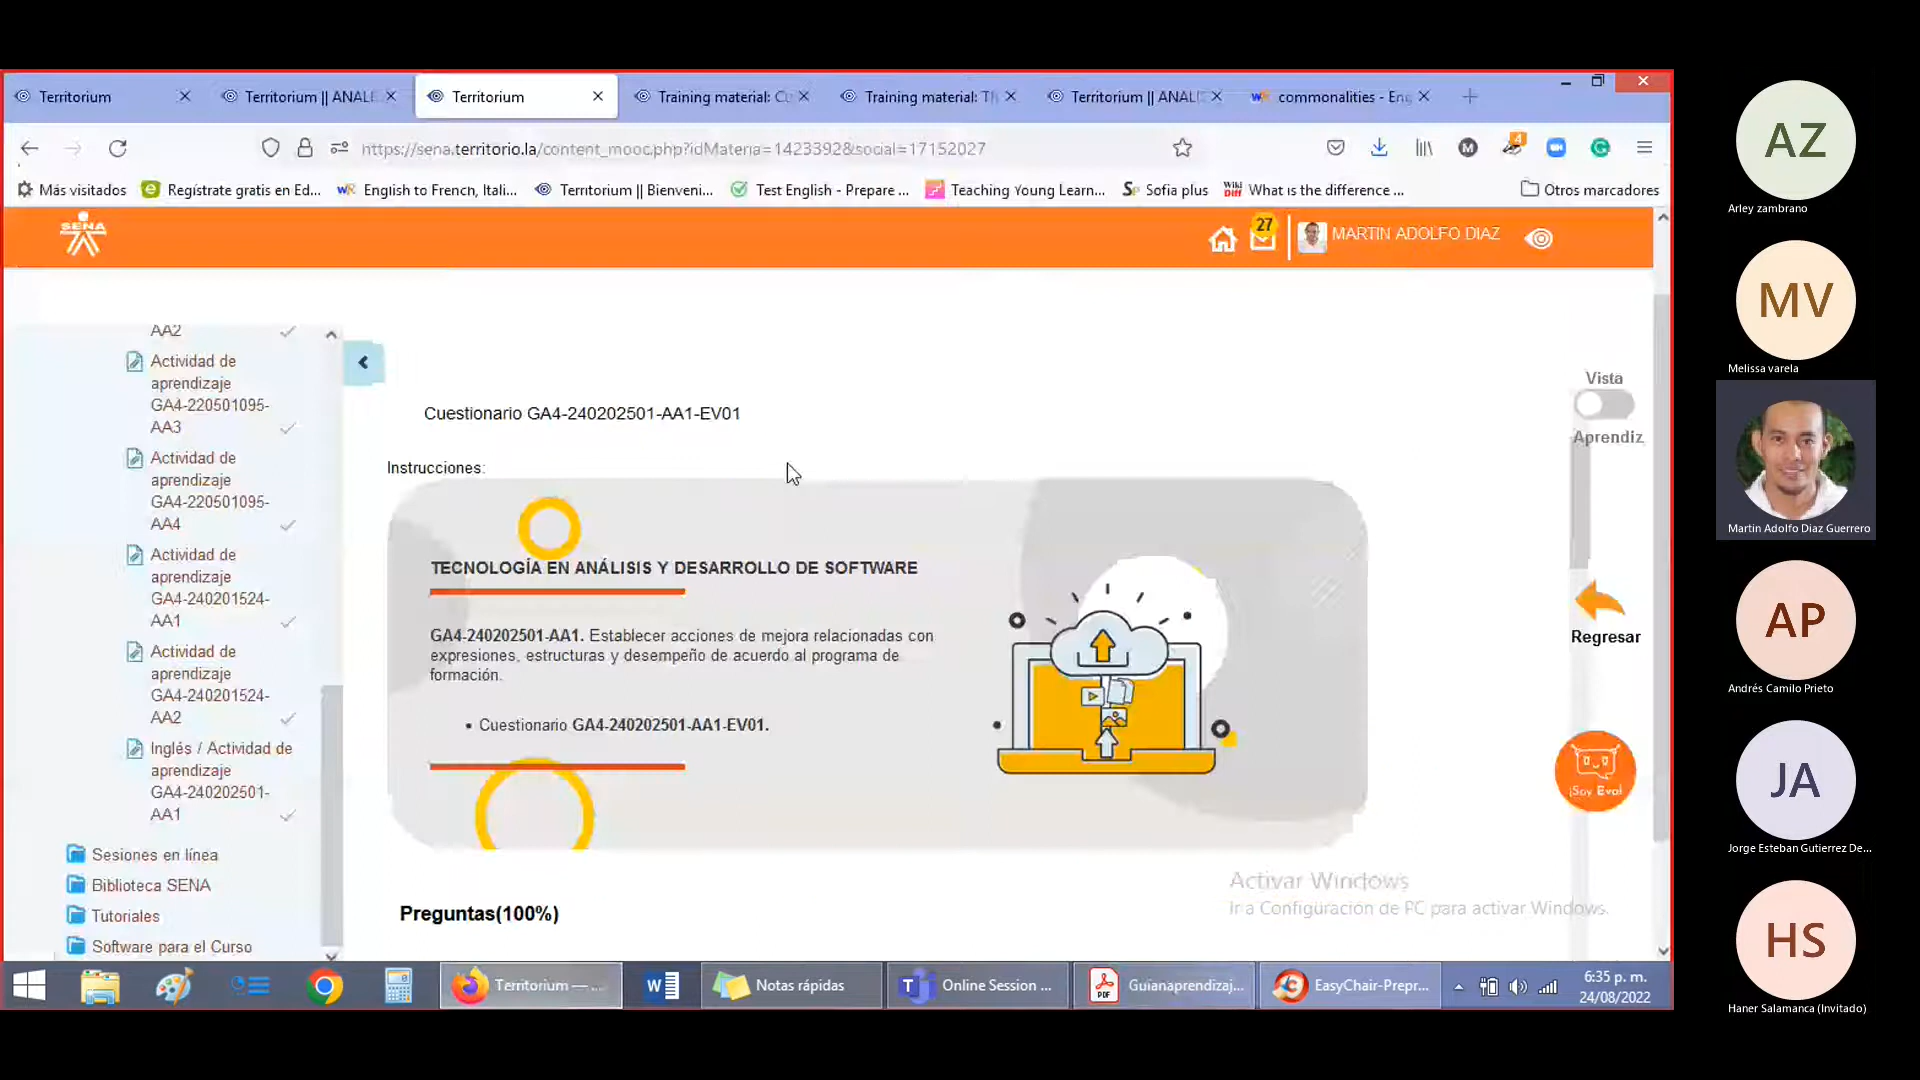 Territorium
Territorium || ANALI
Territorium
Training material: Cu
Training material: Th
Territorium || ANALI
commonalities - Eng
https://sena.territorio.la/content_mooc.php?idMateria=1423392&social=17152027
4
Más visitados
Regístrate gratis en Ed...
English to French, Itali...
Territorium || Bienveni...
Test English - Prepare ...
Teaching Young Learn...
Sofia plus
What is the difference ...
Otros marcadores
SENA
27
MARTIN ADOLFO DIAZ
AA2
Actividad de
aprendizaje
GA4-220501095-
AA3
Actividad de
aprendizaje
GA4-220501095-
AA4
Actividad de
aprendizaje
GA4-240201524-
AA1
Actividad de
aprendizaje
GA4-240201524-
AA2
Inglés / Actividad de
aprendizaje
GA4-240202501-
AA1
Sesiones en línea
Biblioteca SENA
Tutoriales
Software para el Curso
Cuestionario GA4-240202501-AA1-EV01
Instrucciones:
TECNOLOGÍA EN ANÁLISIS Y DESARROLLO DE SOFTWARE
GA4-240202501-AA1. Establecer acciones de mejora relacionadas con
expresiones, estructuras y desempeño de acuerdo al programa de
formación.
• Cuestionario GA4-240202501-AA1-EV01.
Preguntas(100%)
Vista
Aprendiz
Regresar
¡Soy Eva!
Activar Windows
Ir a Configuración de PC para activar Windows.
Territorium — ...
Notas rápidas
Online Session ...
Guianaprendizaj...
EasyChair-Prepr...
6:35 p. m.
24/08/2022
AZ
Arley zambrano
MV
Melissa varela
Martin Adolfo Diaz Guerrero
AP
Andrés Camilo Prieto
JA
Jorge Esteban Gutierrez De...
HS
Haner Salamanca (Invitado)